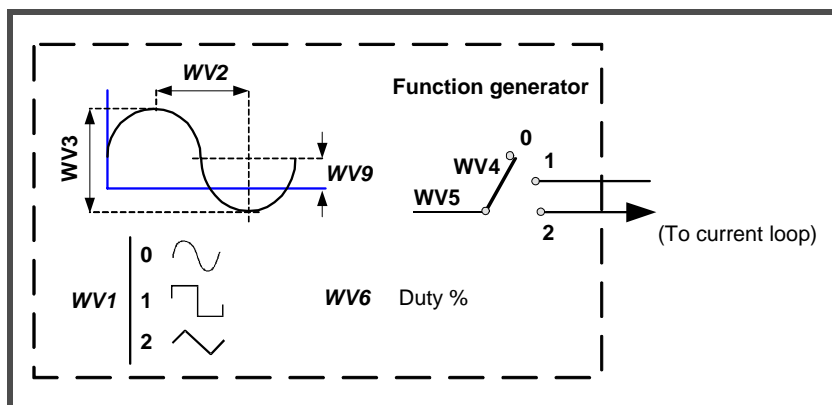 WV2
Function generator
WV3
WV9
WV5
WV4
0
1
2
(To current loop)
WV1
0
1
2
WV6 Duty %